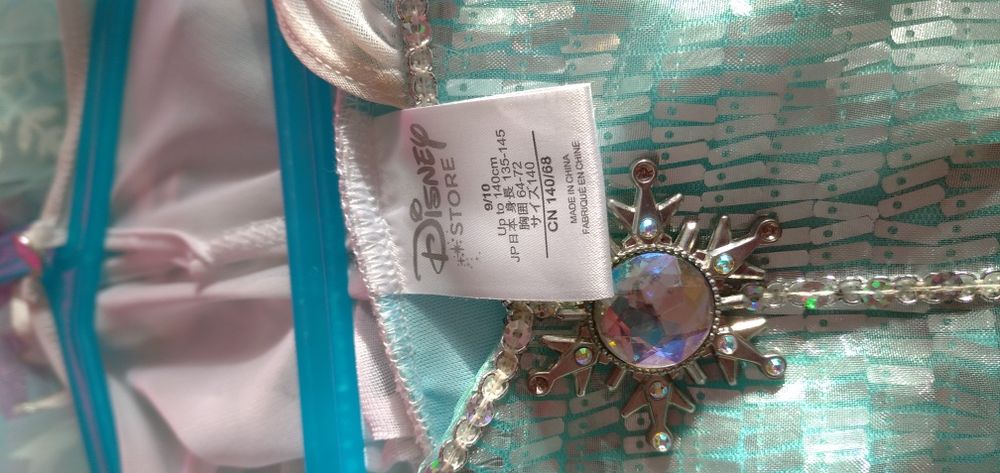 Disney
STORE
9/10
Up to 140cm
JP日本 身長 135-145
胸囲 64-72
サイズ140
CN 140/68
MADE IN CHINA
FABRIQUÉ EN CHINE